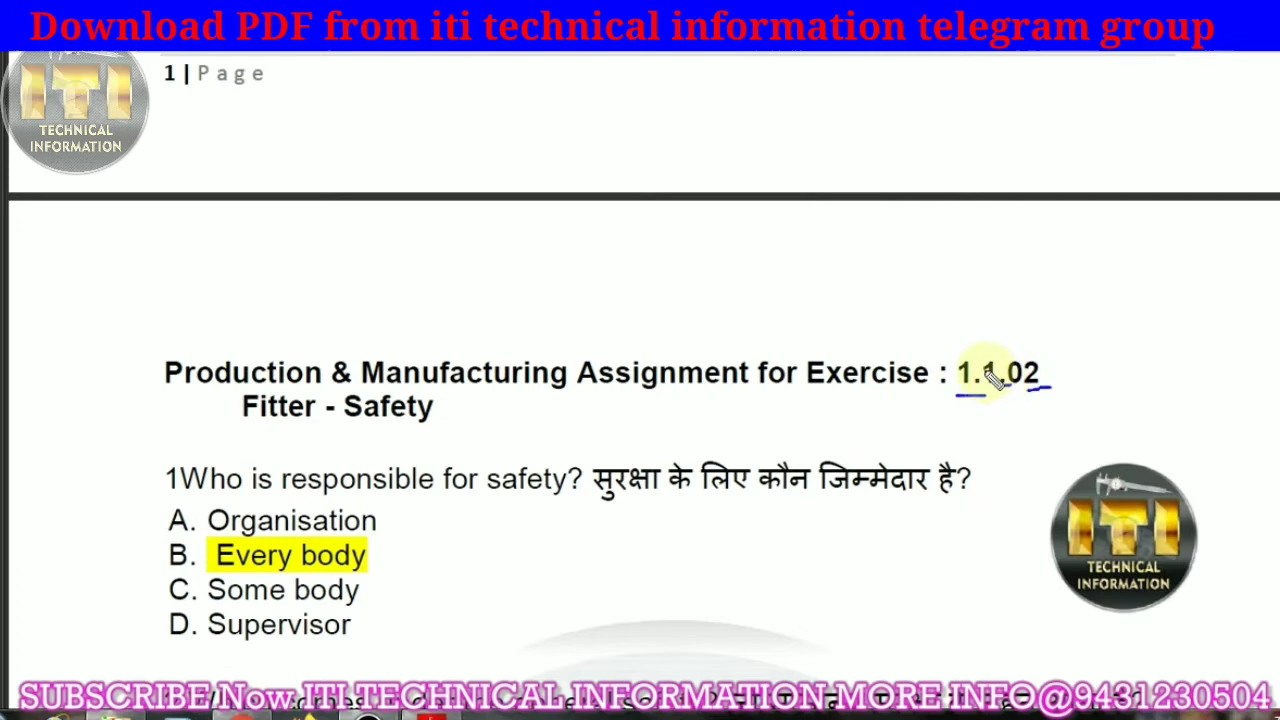 Download PDF from iti technical information telegram group
ITI
TECHNICAL
INFORMATION
1 | Page
Production & Manufacturing Assignment for Exercise : 1.1.02
Fitter - Safety
1Who is responsible for safety? सुरक्षा के लिए कौन जिम्मेदार है?
A. Organisation
B. Every body
C. Some body
D. Supervisor
ITI
TECHNICAL
INFORMATION
SUBSCRIBE Now ITI TECHNICAL INFORMATION MORE INFO@9431230504